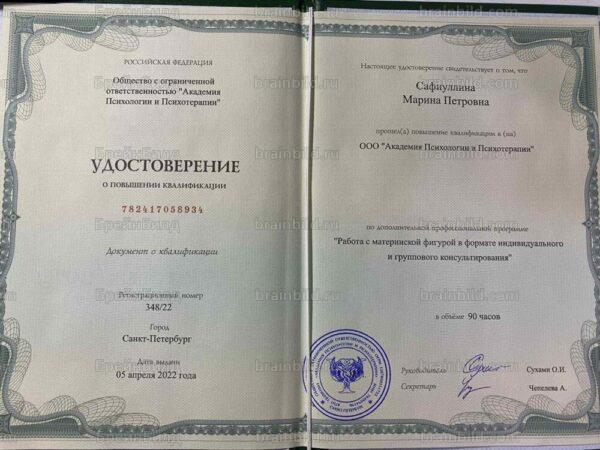 РОССИЙСКАЯ ФЕДЕРАЦИЯ
Общество с ограниченной
ответственностью "Академия
Психологии и Психотерапии"
УДОСТОВЕРЕНИЕ
О ПОВЫШЕНИИ КВАЛИФИКАЦИИ
782417058934
Документ о квалификации
Регистрационный номер
348/22
Город
Санкт-Петербург
Дата выдачи
05 апреля 2022 года
Настоящее удостоверение свидетельствует о том, что
Сафиуллина
Марина Петровна
прошел(а) повышение квалификации в (на)
ООО "Академия Психологии и Психотерапии"
по дополнительной профессиональной программе
"Работа с материнской фигурой в формате индивидуального
и группового консультирования"
в объёме 90 часов
Руководитель Сухами О.И.
Секретарь Чепелева А.
БрейнБилд
brainbild.ru
brainbild.com